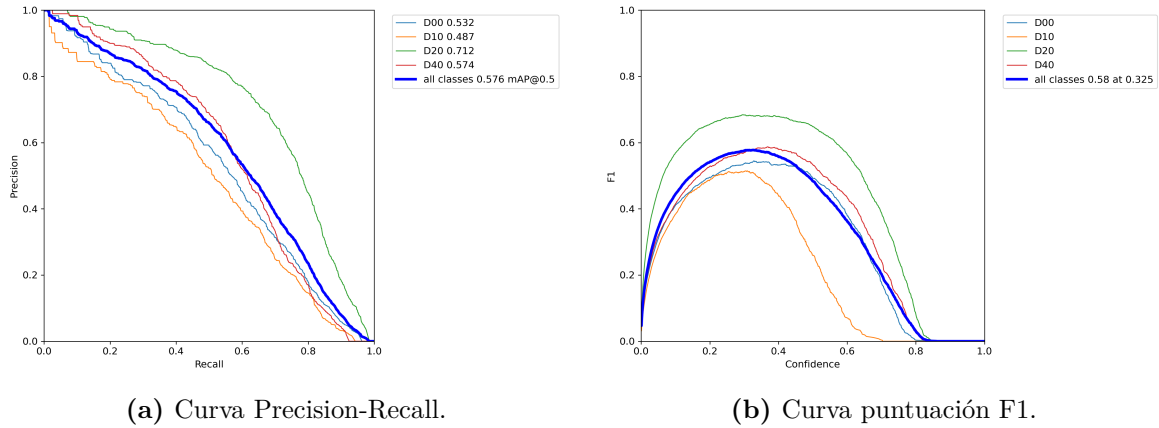 1.0
0.8
0.6
0.4
0.2
0.0
Precision
0.0 0.2 0.4 0.6 0.8 1.0
Recall
D00 0.532
D10 0.487
D20 0.712
D40 0.574
all classes 0.576 mAP@0.5
(a) Curva Precision-Recall.
1.0
0.8
0.6
0.4
0.2
0.0
F1
0.0 0.2 0.4 0.6 0.8 1.0
Confidence
D00
D10
D20
D40
all classes 0.58 at 0.325
(b) Curva puntuación F1.